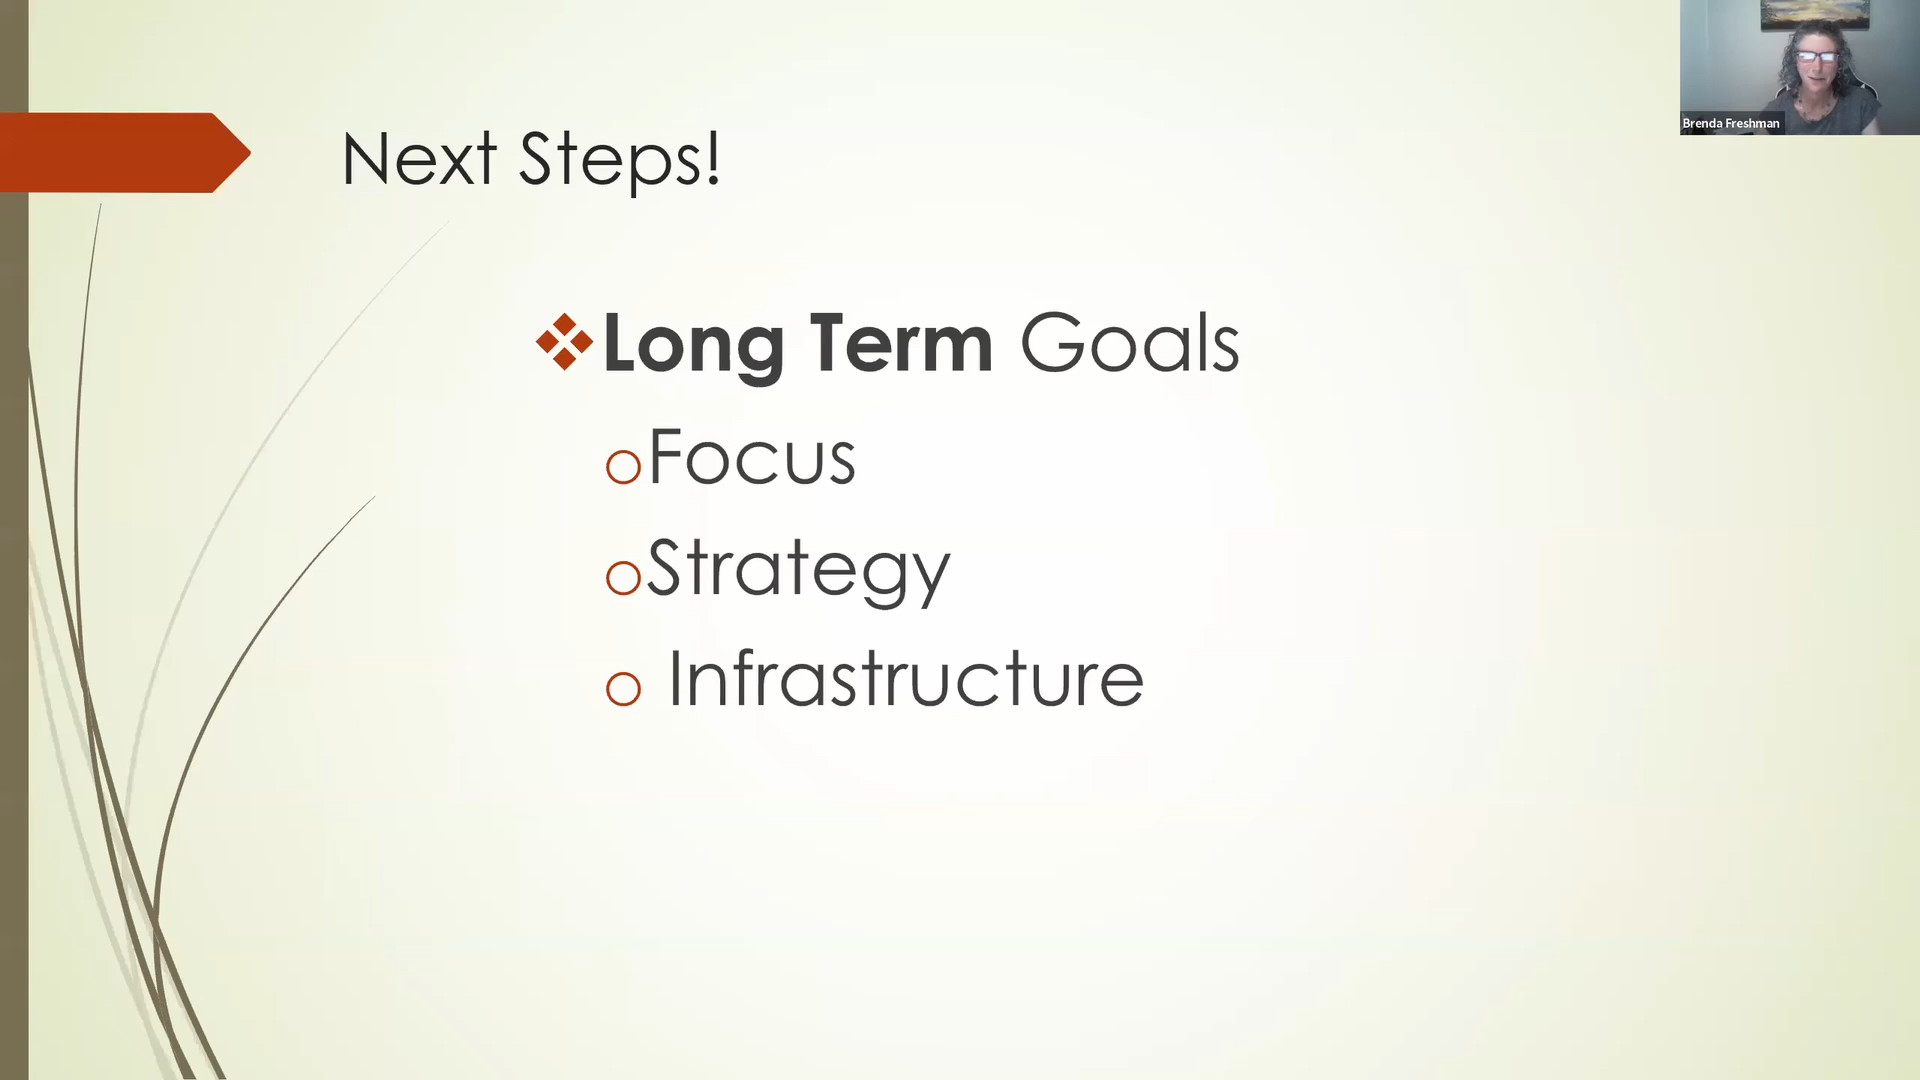 Next Steps!
Long Term Goals
Focus
Strategy
Infrastructure
Brenda Freshman